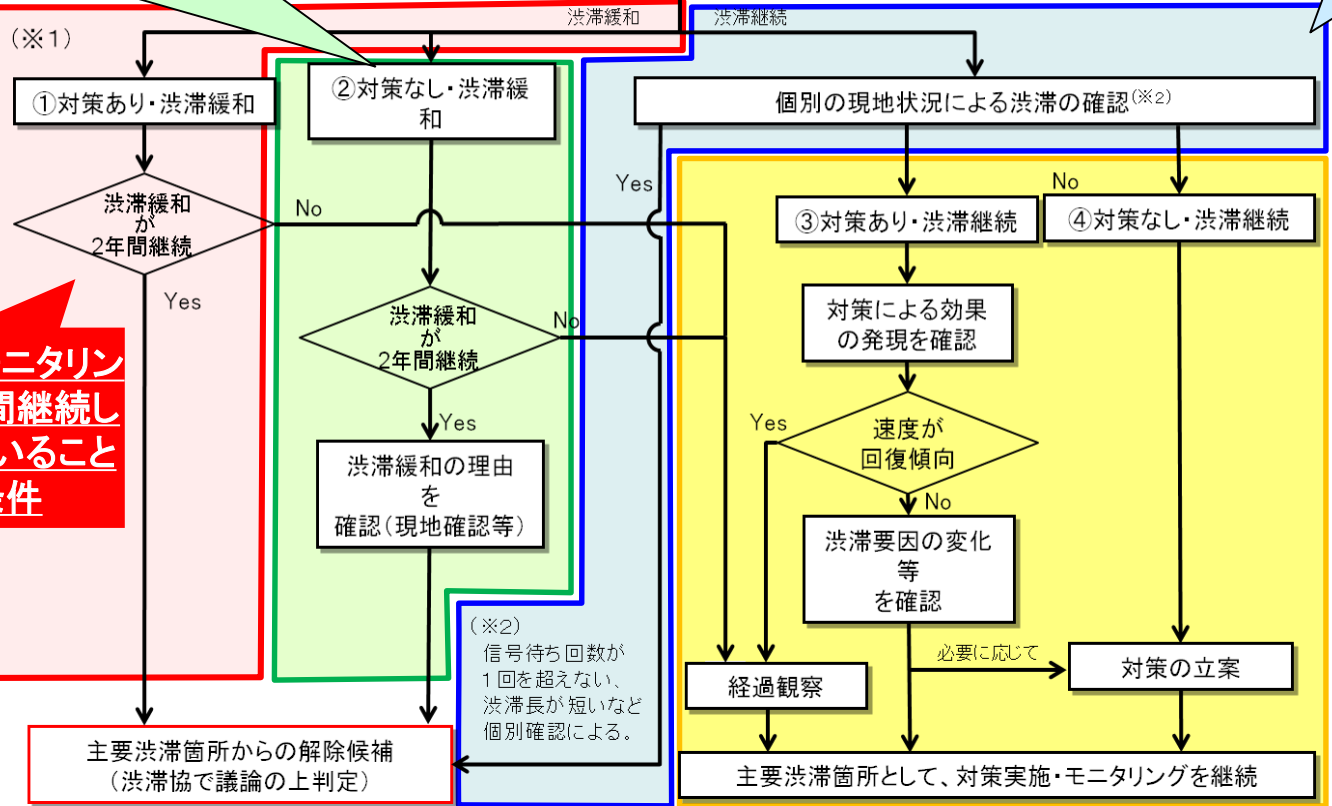 渋滞緩和
渋滞継続
(※1)
①対策あり・渋滞緩和
②対策なし・渋滞緩
和
個別の現地状況による渋滞の確認(※2)
渋滞緩和
が
2年間継続
No
Yes
Yes
No
③対策あり・渋滞継続
④対策なし・渋滞継続
渋滞緩和
が
2年間継続
No
Yes
対策による効果
の発現を確認
ニタリン
間継続し
いること
件
速度が
回復傾向
Yes
No
渋滞緩和の理由
を
確認(現地確認等)
渋滞要因の変化
等
を確認
(※2)
信号待ち回数が
1回を超えない、
渋滞長が短いなど
個別確認による。
必要に応じて
経過観察
対策の立案
主要渋滞箇所からの解除候補
(渋滞協で議論の上判定)
主要渋滞箇所として、対策実施・モニタリングを継続